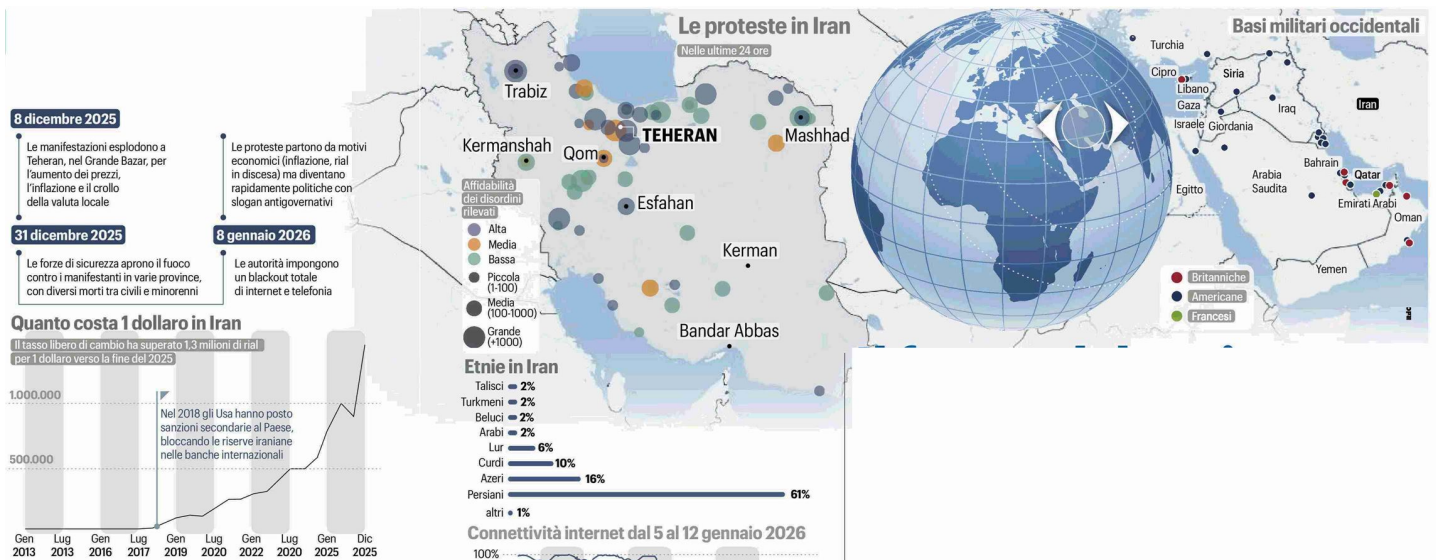 Le proteste in Iran
Nelle ultime 24 ore
Trabiz
Kermanshah
Qom
TEHERAN
Mashhad
Esfahan
Kerman
Bandar Abbas
Affidabilità
dei disordini
rilevati
Alta
Media
Bassa
Piccola
(1-100)
Media
(100-1000)
Grande
(+1000)
8 dicembre 2025
Le manifestazioni esplodono a
Teheran, nel Grande Bazar, per
l'aumento dei prezzi,
l'inflazione e il crollo
della valuta locale
Le proteste partono da motivi
economici (inflazione, rial
in discesa) ma diventano
rapidamente politiche con
slogan antigovernativi
31 dicembre 2025
Le forze di sicurezza aprono il fuoco
contro i manifestanti in varie province,
con diversi morti tra civili e minorenni
8 gennaio 2026
Le autorità impongono
un blackout totale
di internet e telefonia
Quanto costa 1 dollaro in Iran
Il tasso libero di cambio ha superato 1,3 milioni di rial
per 1 dollaro verso la fine del 2025
1.000.000
500.000
Nel 2018 gli Usa hanno posto
sanzioni secondarie al Paese,
bloccando le riserve iraniane
nelle banche internazionali
Gen Lug Gen Lug Gen Lug Gen Lug Gen Dic
2013 2013 2016 2017 2019 2020 2022 2020 2025 2025
Etnie in Iran
Talisci 2%
Turkmeni 2%
Beluci 2%
Arabi 2%
Lur 6%
Curdi 10%
Azeri 16%
Persiani 61%
altri 1%
Connettività internet dal 5 al 12 gennaio 2026
100%
Basi militari occidentali
Turchia
Cipro
Siria
Libano
Gaza
Iraq
Iran
Israele
Giordania
Bahrain
Qatar
Arabia
Saudita
Egitto
Emirati Arabi
Oman
Yemen
Britanniche
Americane
Francesi